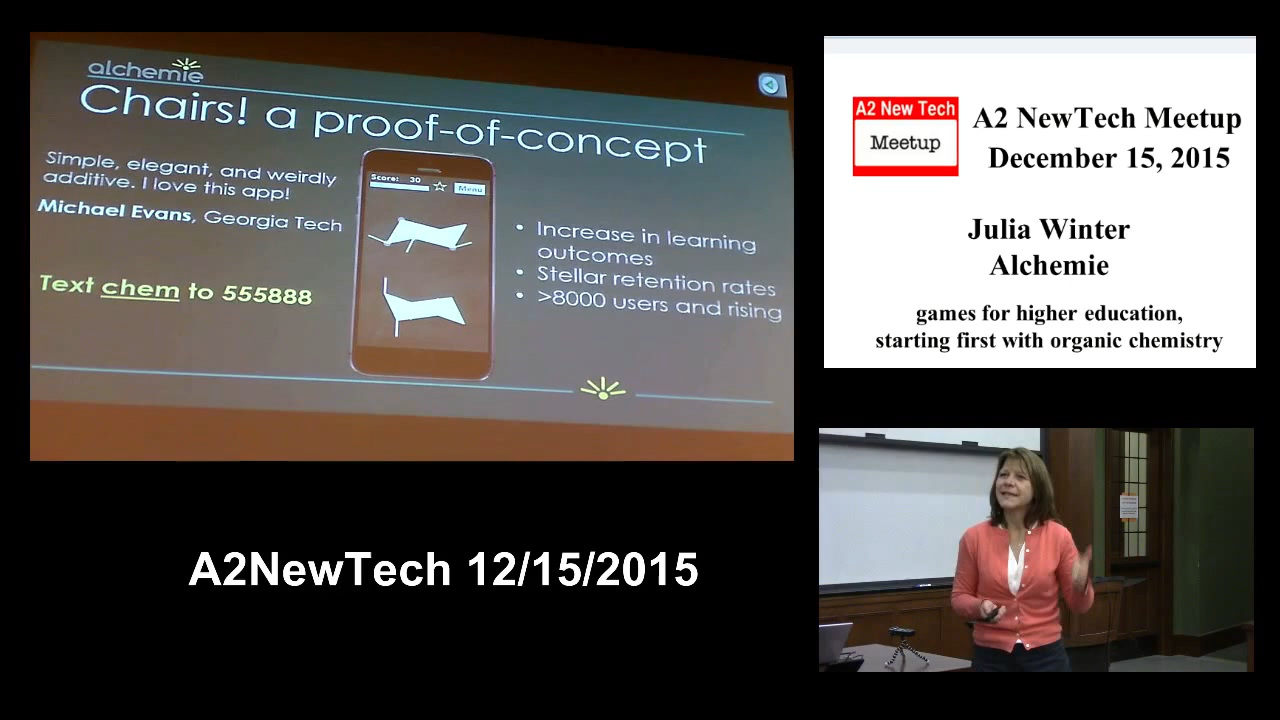 alchemie
Chairs! a proof-of-concept
Simple, elegant, and weirdly
additive. I love this app!
Michael Evans, Georgia Tech
Text chem to 555888
Score: 30
Menu
• Increase in learning
outcomes
• Stellar retention rates
• >8000 users and rising
A2 New Tech
Meetup
A2 NewTech Meetup
December 15, 2015
Julia Winter
Alchemie
games for higher education,
starting first with organic chemistry
A2NewTech 12/15/2015